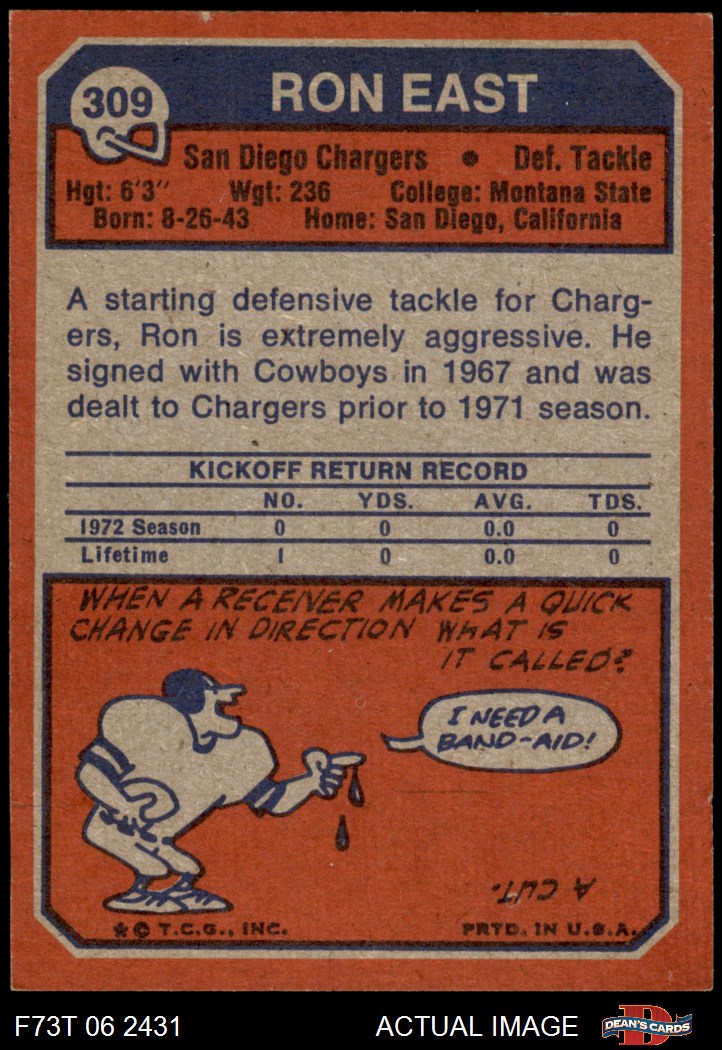 309
RON EAST
San Diego Chargers • Def. Tackle
Hgt: 6'3" Wgt: 236 College: Montana State
Born: 8-26-43 Home: San Diego, California
A starting defensive tackle for Charg-
ers, Ron is extremely aggressive. He
signed with Cowboys in 1967 and was
dealt to Chargers prior to 1971 season.
KICKOFF RETURN RECORD
NO. YDS. AVG. TDS.
1972 Season 0 0 0.0 0
Lifetime 1 0 0.0 0
WHEN A RECEIVER MAKES A QUICK
CHANGE IN DIRECTION WHAT IS
IT CALLED?
I NEED A
BAND-AID!
A CUT.
*© T.C.G., INC. PRTD. IN U.S.A.
F73T 06 2431 ACTUAL IMAGE D DEAN'S CARDS